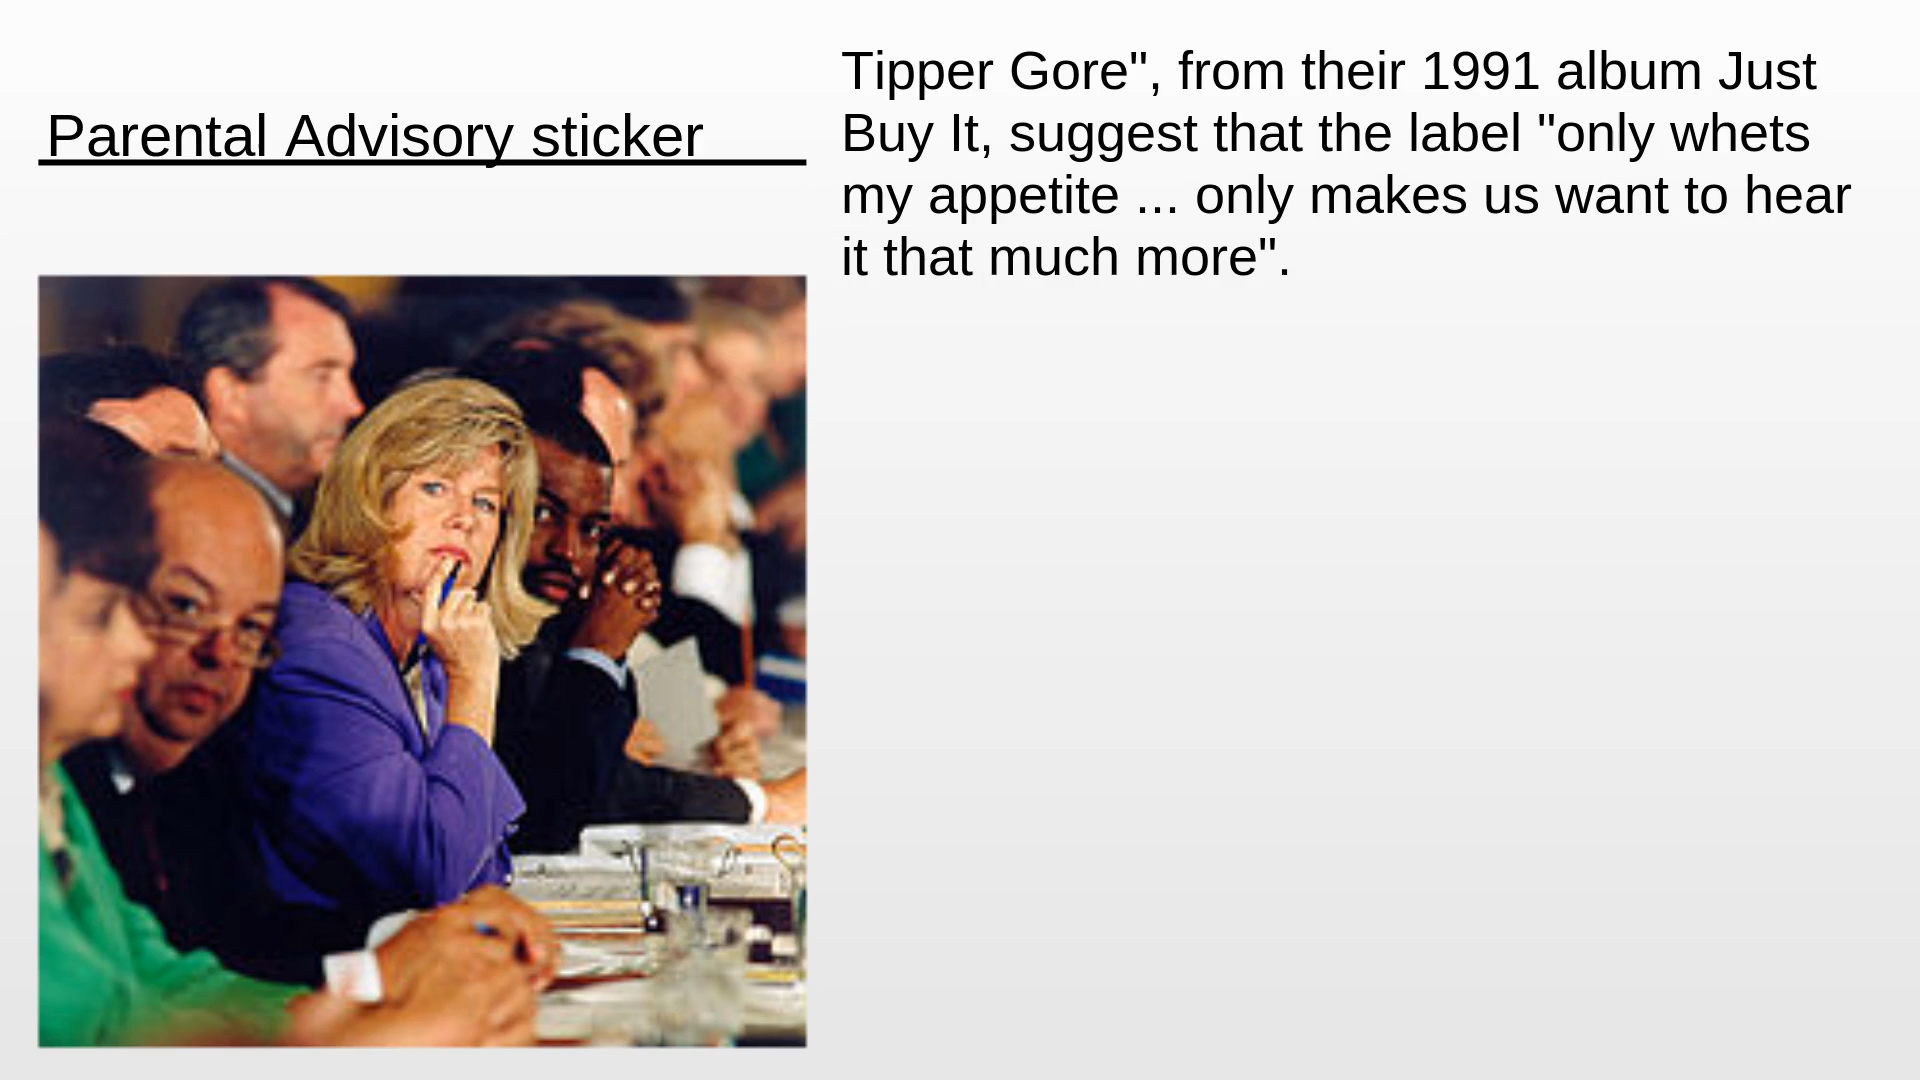 Parental Advisory sticker
Tipper Gore", from their 1991 album Just
Buy It, suggest that the label "only whets
my appetite ... only makes us want to hear
it that much more".